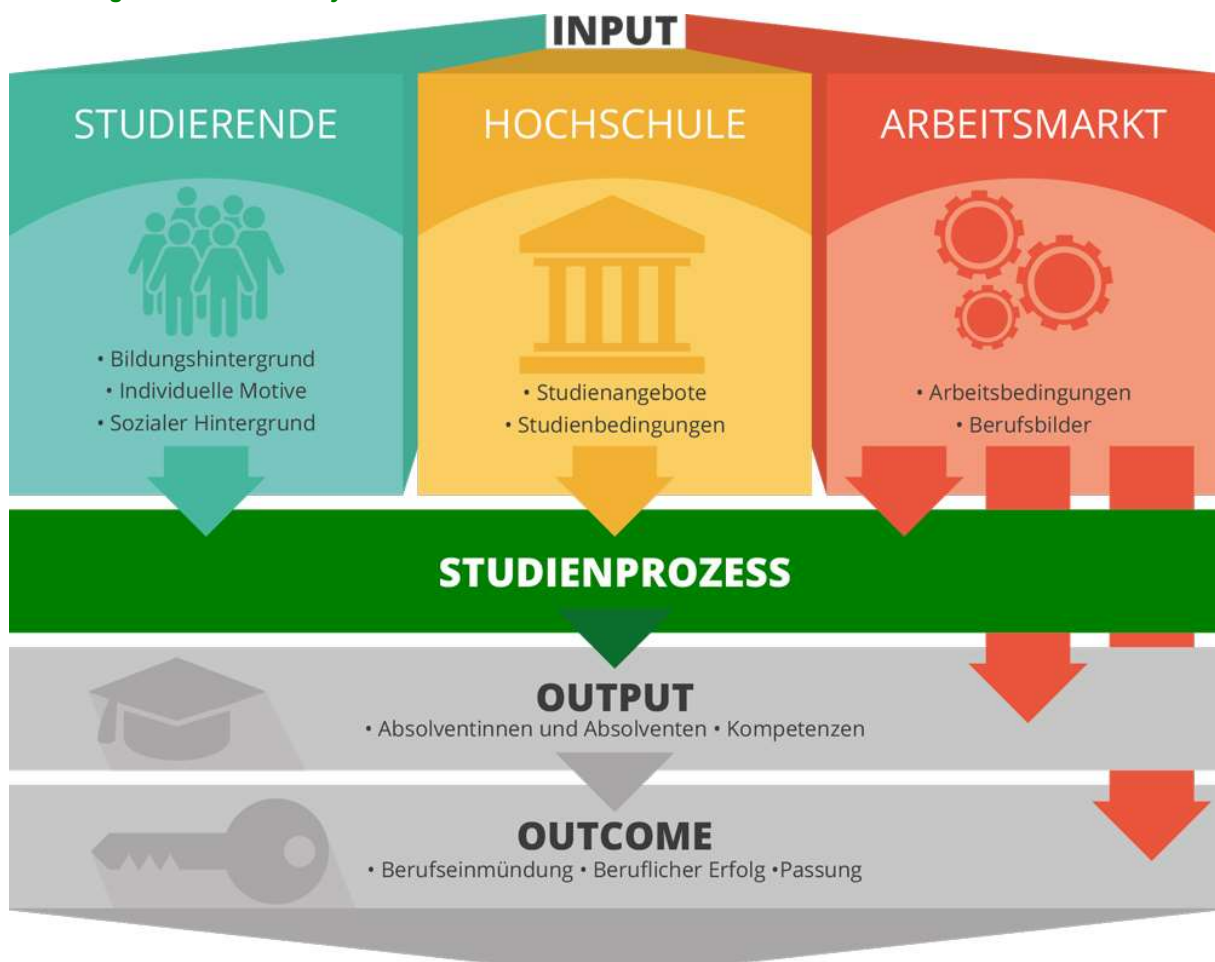 INPUT
STUDIERENDE
• Bildungshintergrund
• Individuelle Motive
• Sozialer Hintergrund
HOCHSCHULE
• Studienangebote
• Studienbedingungen
ARBEITSMARKT
• Arbeitsbedingungen
• Berufsbilder
STUDIENPROZESS
OUTPUT
• Absolventinnen und Absolventen • Kompetenzen
OUTCOME
• Berufseinmündung • Beruflicher Erfolg •Passung